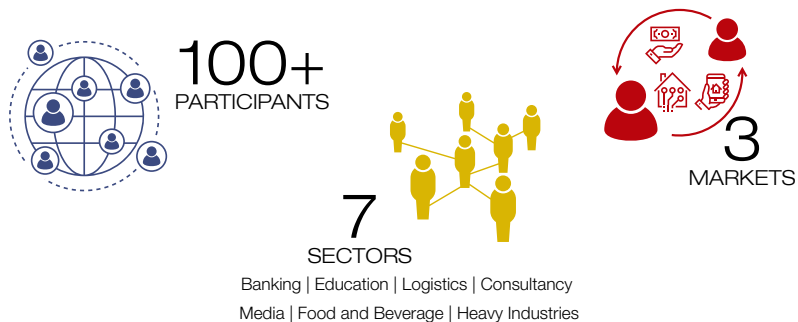 100+
PARTICIPANTS
3
MARKETS
7
SECTORS
Banking | Education | Logistics | Consultancy
Media | Food and Beverage | Heavy Industries